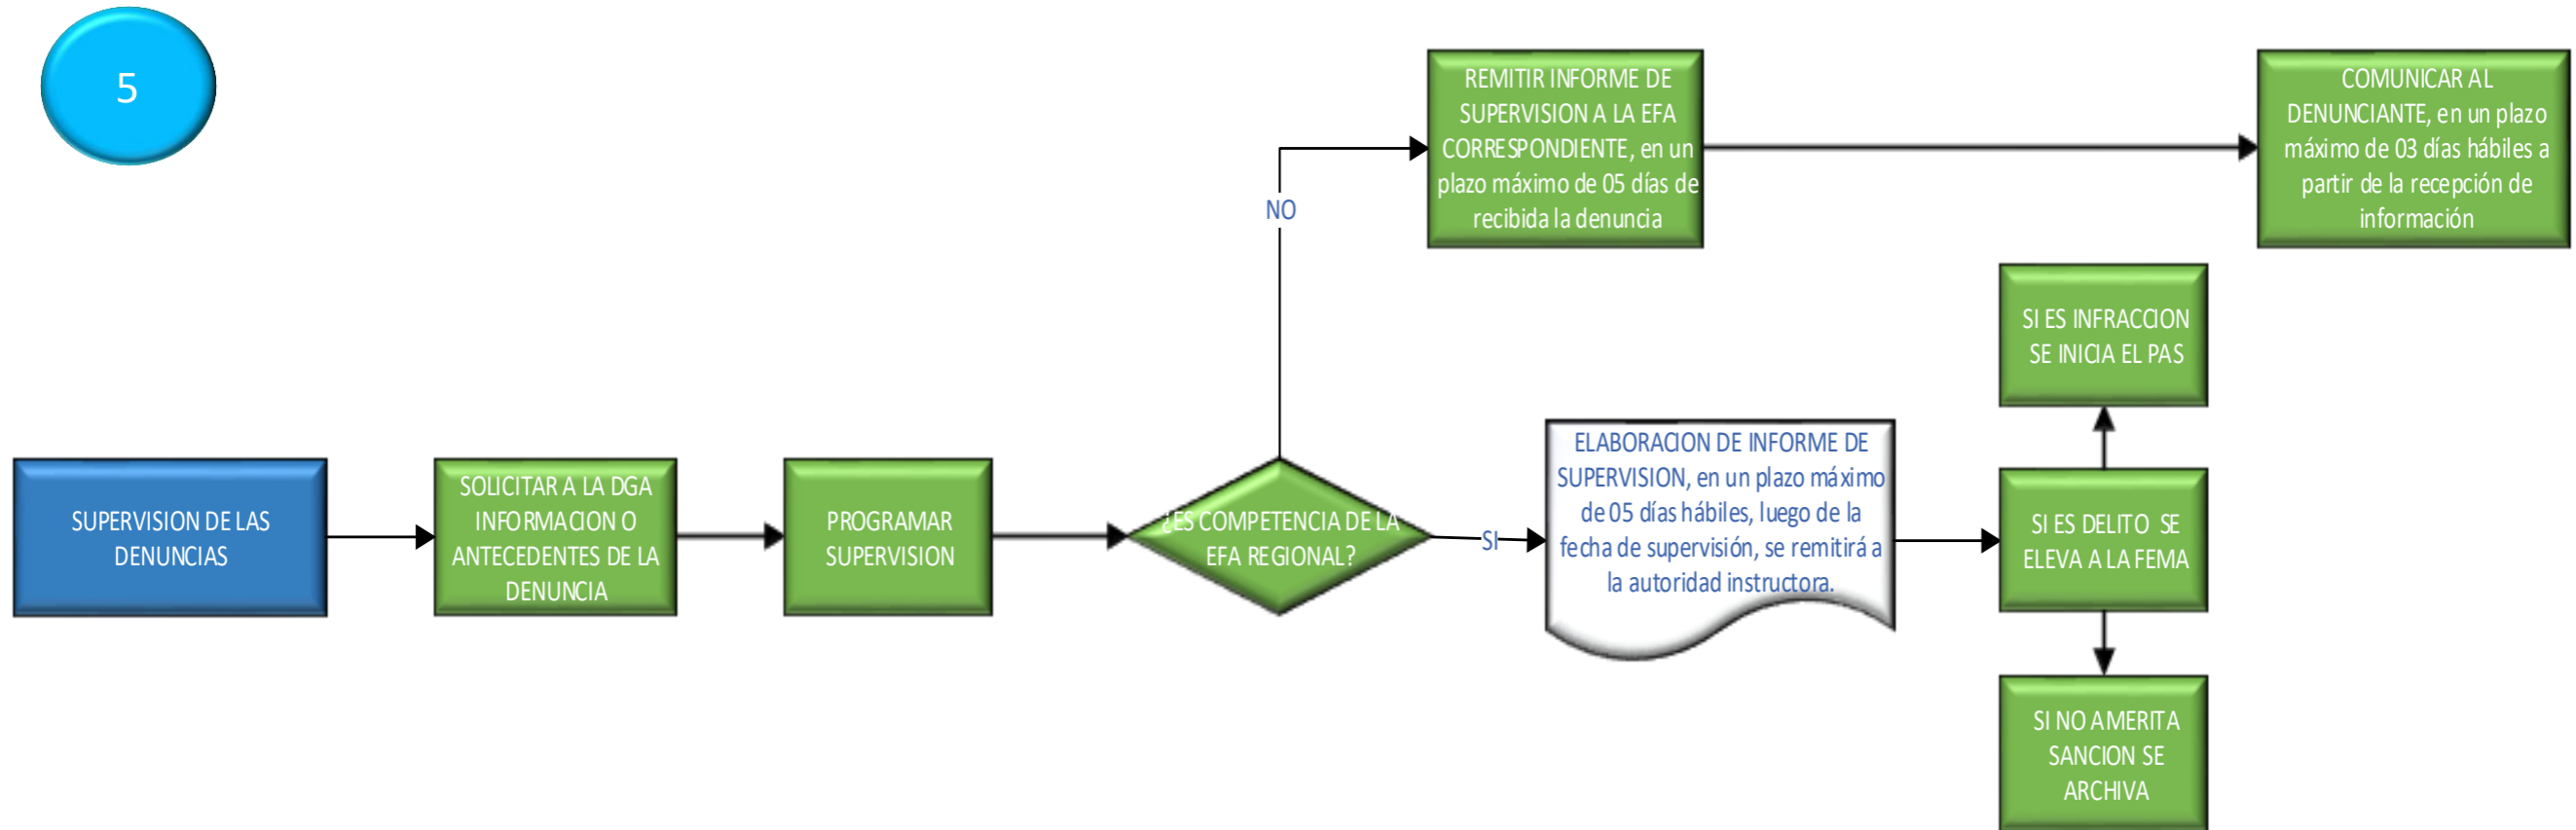 5
REMITIR INFORME DE
SUPERVISION A LA EFA
CORRESPONDIENTE, en un
plazo máximo de 05 días de
recibida la denuncia
COMUNICAR AL
DENUNCIANTE, en un plazo
máximo de 03 días hábiles a
partir de la recepción de
información
NO
SI ES INFRACCION
SE INICIA EL PAS
SUPERVISION DE LAS
DENUNCIAS
SOLICITAR A LA DGA
INFORMACION O
ANTECEDENTES DE LA
DENUNCIA
PROGRAMAR
SUPERVISION
¿ES COMPETENCIA DE LA
EFA REGIONAL?
SI
ELABORACION DE INFORME DE
SUPERVISION, en un plazo máximo
de 05 días hábiles, luego de la
fecha de supervisión, se remitirá a
la autoridad instructora.
SI ES DELITO SE
ELEVA A LA FEMA
SI NO AMERITA
SANCION SE
ARCHIVA